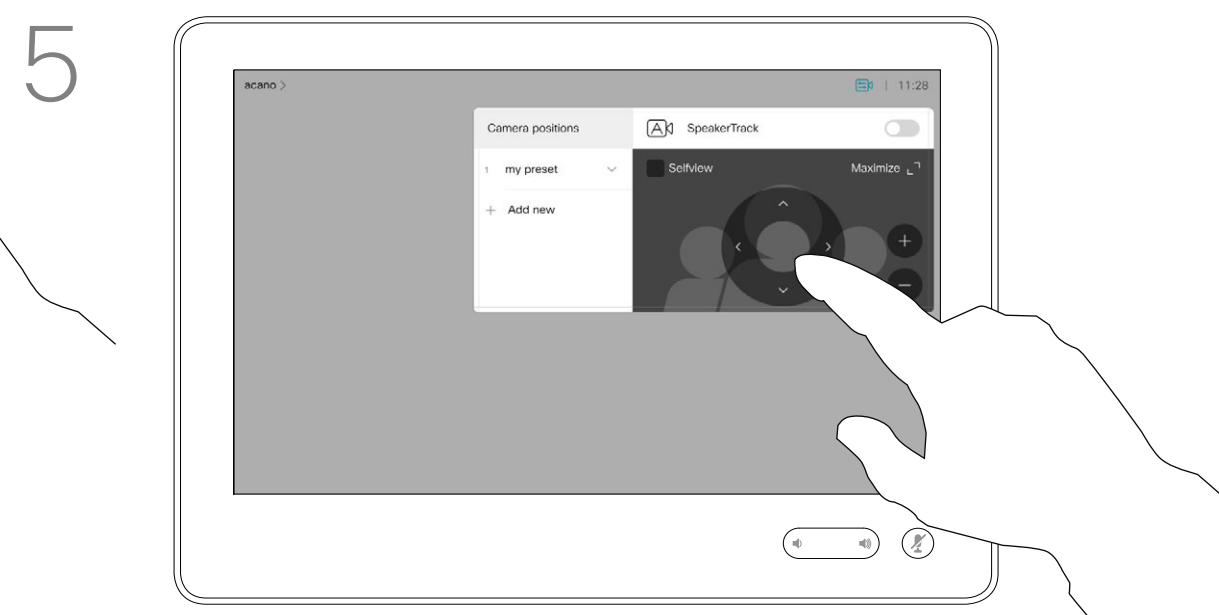 5
acano >
11:28
Camera positions
SpeakerTrack
1 my preset
Selfview
Maximize
+ Add new